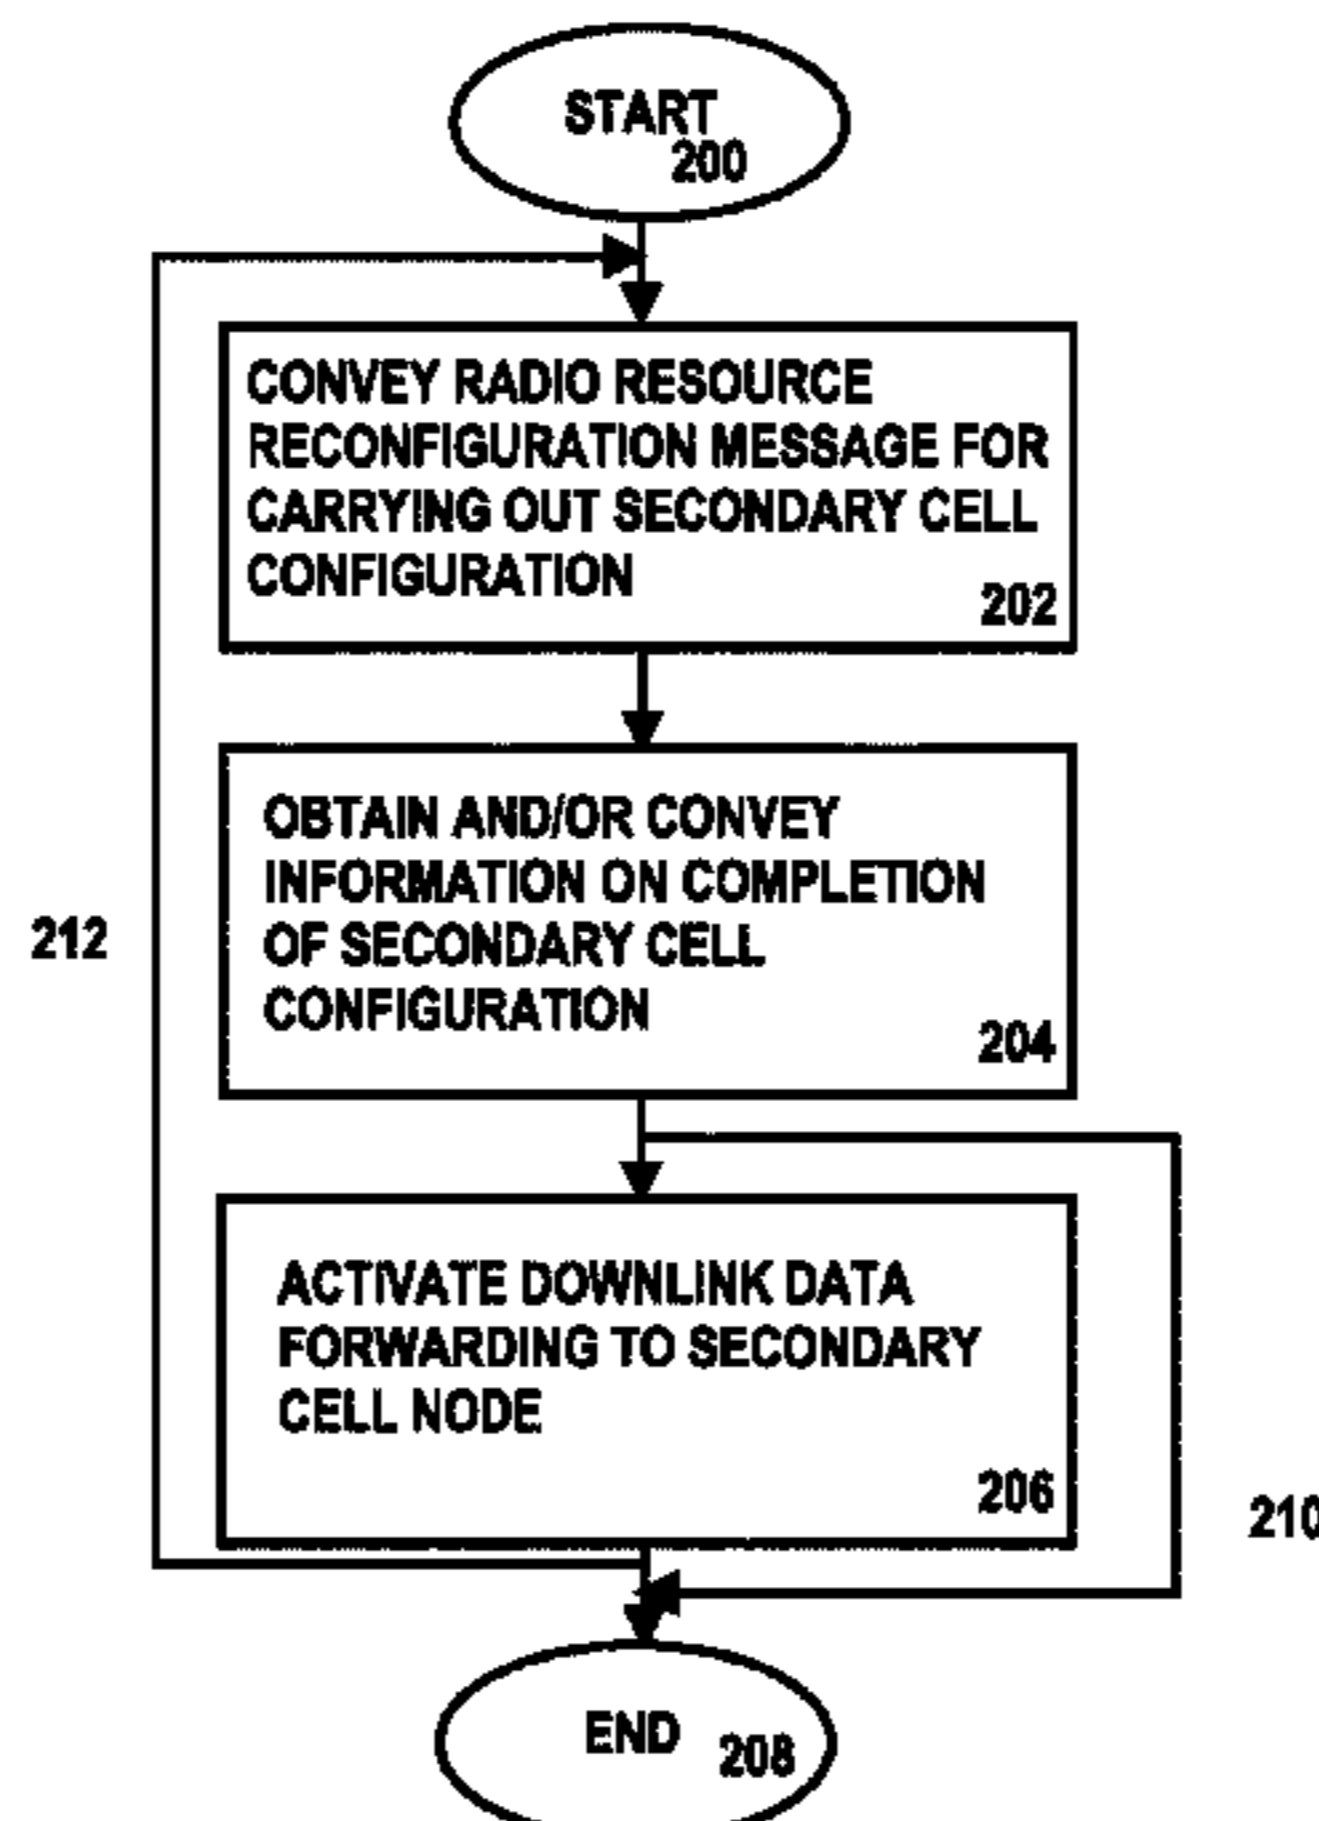 START
200
CONVEY RADIO RESOURCE
RECONFIGURATION MESSAGE FOR
CARRYING OUT SECONDARY CELL
CONFIGURATION
202
OBTAIN AND/OR CONVEY
INFORMATION ON COMPLETION
OF SECONDARY CELL
CONFIGURATION
204
212
ACTIVATE DOWNLINK DATA
FORWARDING TO SECONDARY
CELL NODE
206
210
END
208